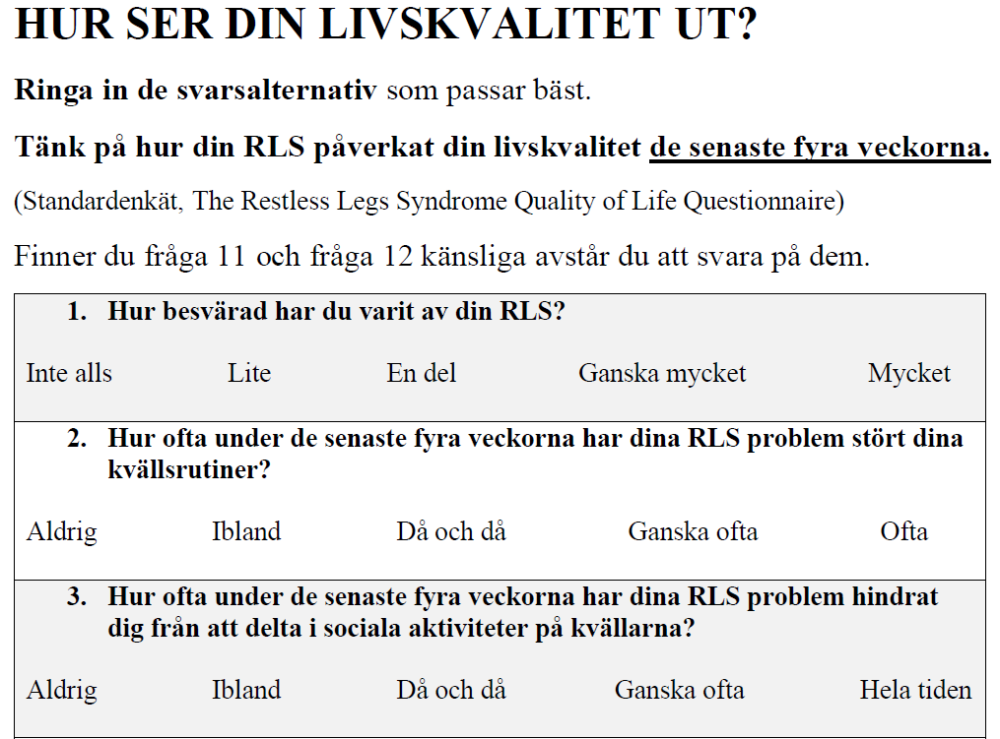 HUR SER DIN LIVSKVALITET UT?
Ringa in de svarsalternativ som passar bäst.
Tänk på hur din RLS påverkat din livskvalitet de senaste fyra veckorna.
(Standardenkät, The Restless Legs Syndrome Quality of Life Questionnaire)
Finner du fråga 11 och fråga 12 känsliga avstår du att svara på dem.
1. Hur besvärad har du varit av din RLS?
Inte alls Lite En del Ganska mycket Mycket
2. Hur ofta under de senaste fyra veckorna har dina RLS problem stört dina
kvällsrutiner?
Aldrig Ibland Då och då Ganska ofta Ofta
3. Hur ofta under de senaste fyra veckorna har dina RLS problem hindrat
dig från att delta i sociala aktiviteter på kvällarna?
Aldrig Ibland Då och då Ganska ofta Hela tiden